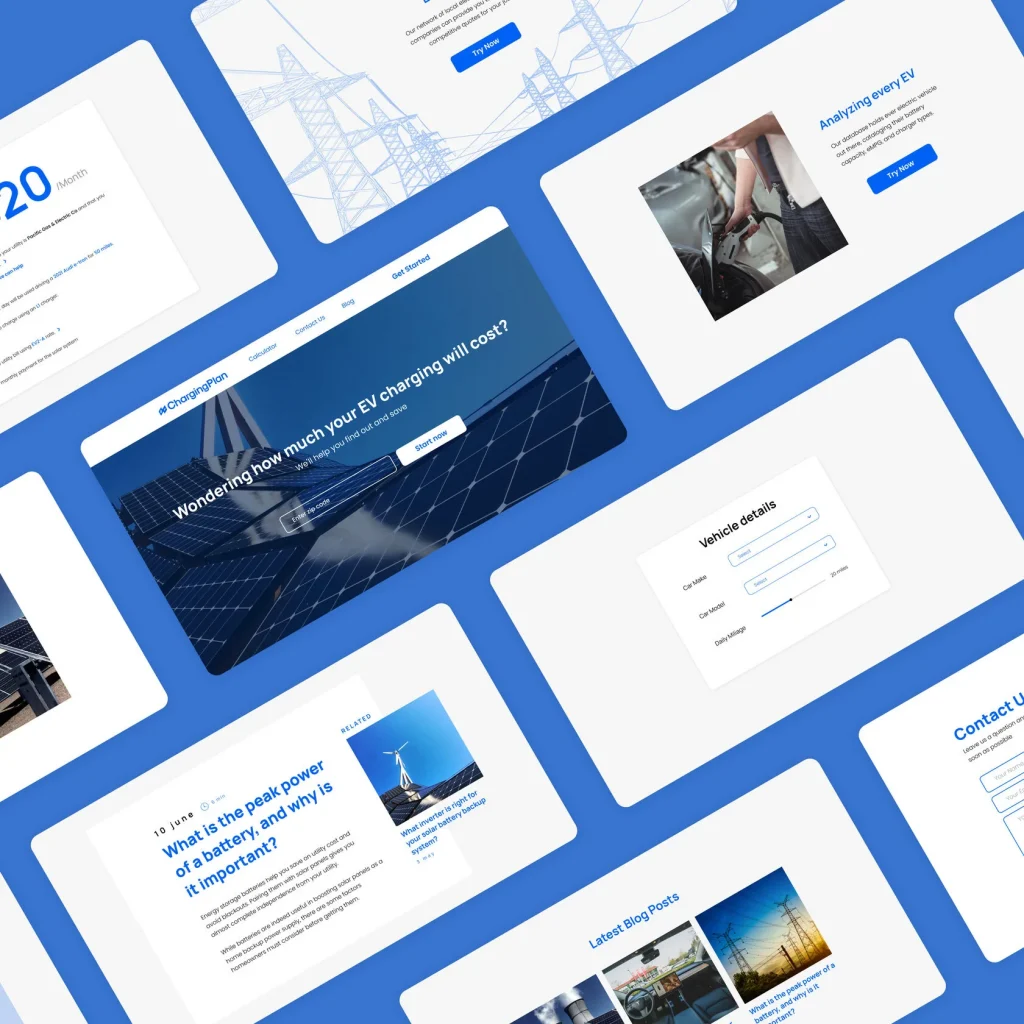 Our network of local
companies can provide you
competitive quotes for your
Try Now
Analyzing every EV
Our database holds ever electric vehicle
out there, cataloging their battery
capacity, eMPG, and charger types.
Try Now
20 /Month
your utility is Pacific Gas & Electric Co and that you
can help
day will be used driving a 2021 Audi e-tron for 50 miles.
charge using an
utility bill using EV2-A rate.
monthly payment for the solar system
ChargingPlan
Calculator
Contact Us
Blog
Get Started
Wondering how much your EV charging will cost?
We'll help you find out and save
Enter zip code
Start now
Vehicle details
Car Make
Select
Car Model
Select
Daily Millage
20 miles
10 june
5 min
What is the peak power
of a battery, and why is
it important?
Energy storage batteries help you save on utility cost and
avoid blackouts. Pairing them with solar panels gives you
almost complete independence from your utility.
While batteries are indeed useful in boosting solar panels as a
home backup power supply, there are some factors
homeowners must consider before getting them.
RELATED
What inverter is right for
your solar battery backup
system?
5 may
Contact U
Leave us a question an
soon as possible
Your Name
Latest Blog Posts
What is the peak power of a
battery, and why is it
important?